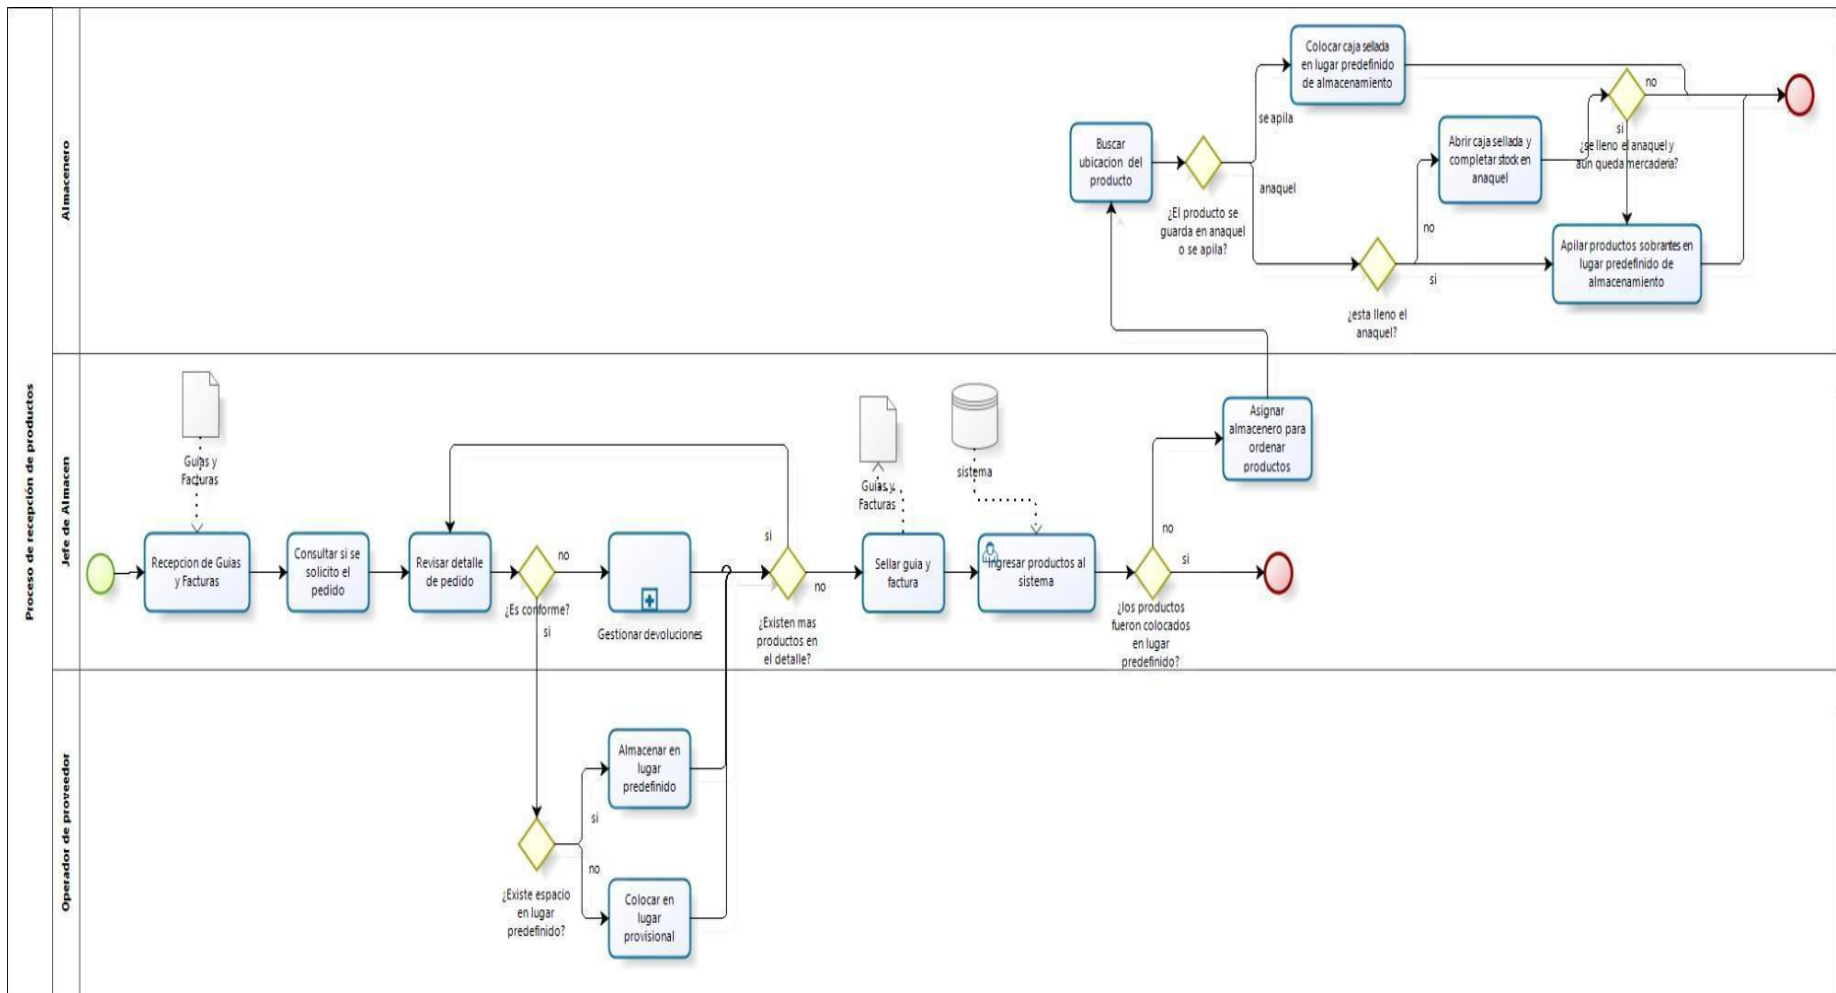 Proceso de recepción de productos
Almacenero
Colocar caja sellada
en lugar predefinido
de almacenamiento
se apila
Buscar
ubicacion del
producto
anaquel
¿El producto se
guarda en anaquel
o se apila?
Abrir caja sellada y
completar stock en
anaquel
no
si
¿se lleno el anaquel y
aun queda mercaderia?
no
si
¿esta lleno el
anaquel?
Apilar productos sobrantes en
lugar predefinido de
almacenamiento
Jefe de Almacen
Guias y
Facturas
Recepcion de Guias
y Facturas
Consultar si se
solicito el
pedido
Revisar detalle
de pedido
no
¿Es conforme?
si
Gestionar devoluciones
si
no
¿Existen mas
productos en
el detalle?
Guias y
Facturas
Sellar guia y
factura
sistema
Ingresar productos al
sistema
no
si
¿los productos
fueron colocados
en lugar
predefinido?
Asignar
almacenero para
ordenar
productos
Operador de proveedor
Almacenar en
lugar
predefinido
si
no
¿Existe espacio
en lugar
predefinido?
Colocar en
lugar
provisional